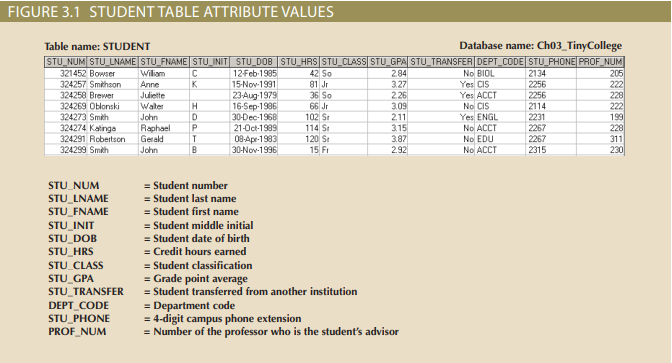 FIGURE 3.1 STUDENT TABLE ATTRIBUTE VALUES
Table name: STUDENT Database name: Ch03_TinyCollege
STU_NUM STU_LNAME STU_FNAME STU_INIT STU_DOB STU_HRS STU_CLASS STU_GPA STU_TRANSFER DEPT_CODE STU_PHONE PROF_NUM
321452 Bowser William C 12-Feb-1985 42 So 2.84 No BIOL 2134 205
324257 Smithson Anne K 15-Nov-1991 81 Jr 3.27 Yes CIS 2256 222
324258 Brewer Juliette 23-Aug-1979 36 So 2.26 Yes ACCT 2256 228
324269 Oblonski Walter H 16-Sep-1986 66 Jr 3.09 No CIS 2114 222
324273 Smith John D 30-Dec-1968 102 Sr 2.11 Yes ENGL 2231 199
324274 Katinga Raphael P 21-Oct-1989 114 Sr 3.15 No ACCT 2267 228
324291 Robertson Gerald T 08-Apr-1983 120 Sr 3.87 No EDU 2267 311
324299 Smith John B 30-Nov-1996 15 Fr 2.92 No ACCT 2315 230
STU_NUM = Student number
STU_LNAME = Student last name
STU_FNAME = Student first name
STU_INIT = Student middle initial
STU_DOB = Student date of birth
STU_HRS = Credit hours earned
STU_CLASS = Student classification
STU_GPA = Grade point average
STU_TRANSFER = Student transferred from another institution
DEPT_CODE = Department code
STU_PHONE = 4-digit campus phone extension
PROF_NUM = Number of the professor who is the student's advisor